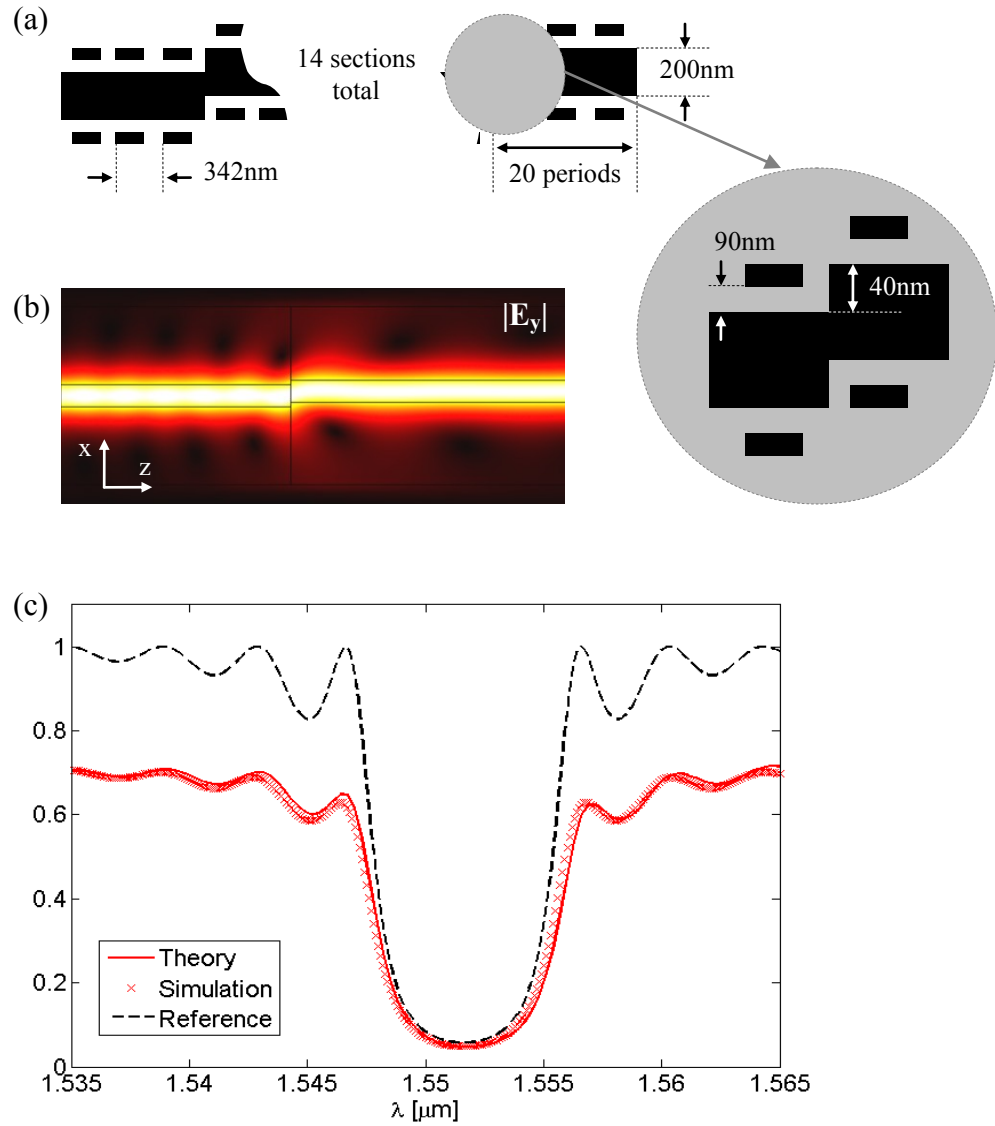 (a)
14 sections
total
200nm
342nm
20 periods
90nm
40nm
(b)
|Ey|
x
z
(c)
1
0.8
0.6
0.4
0.2
0
Theory
Simulation
Reference
1.535 1.54 1.545 1.55 1.555 1.56 1.565
λ [μm]